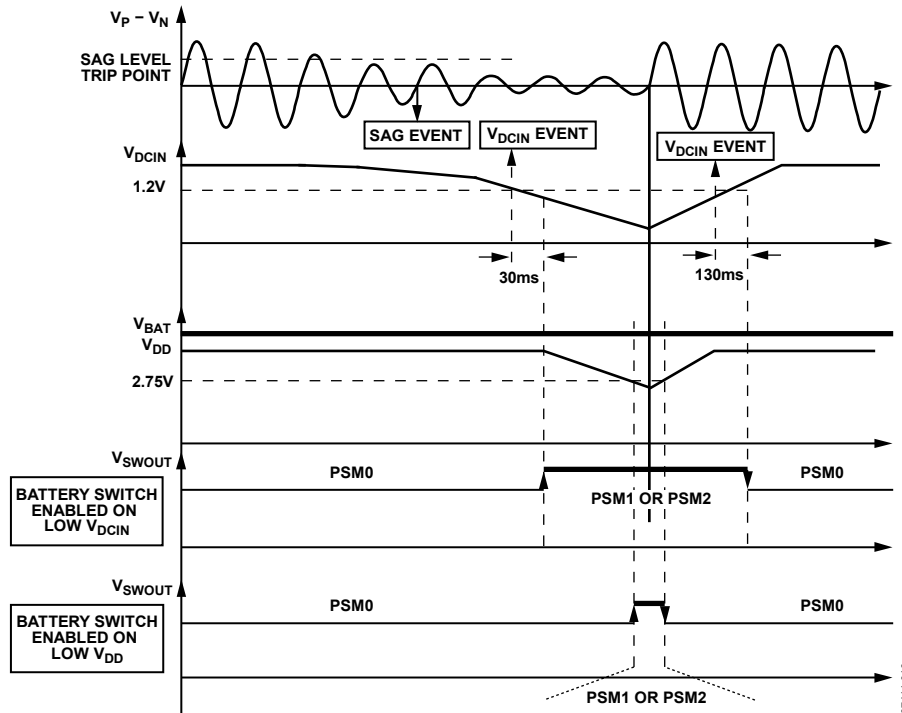 VP – VN
SAG LEVEL
TRIP POINT
SAG EVENT
VDCIN EVENT
VDCIN EVENT
VDCIN
1.2V
30ms
130ms
VBAT
VDD
2.75V
VSWOUT
PSM0
PSM0
BATTERY SWITCH
ENABLED ON
LOW VDCIN
PSM1 OR PSM2
VSWOUT
PSM0
PSM0
BATTERY SWITCH
ENABLED ON
LOW VDD
PSM1 OR PSM2